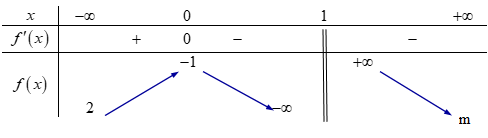 x −∞ 0 1 +∞
f′(x) + 0 − −
−1 +∞
f(x)
2 −∞ m